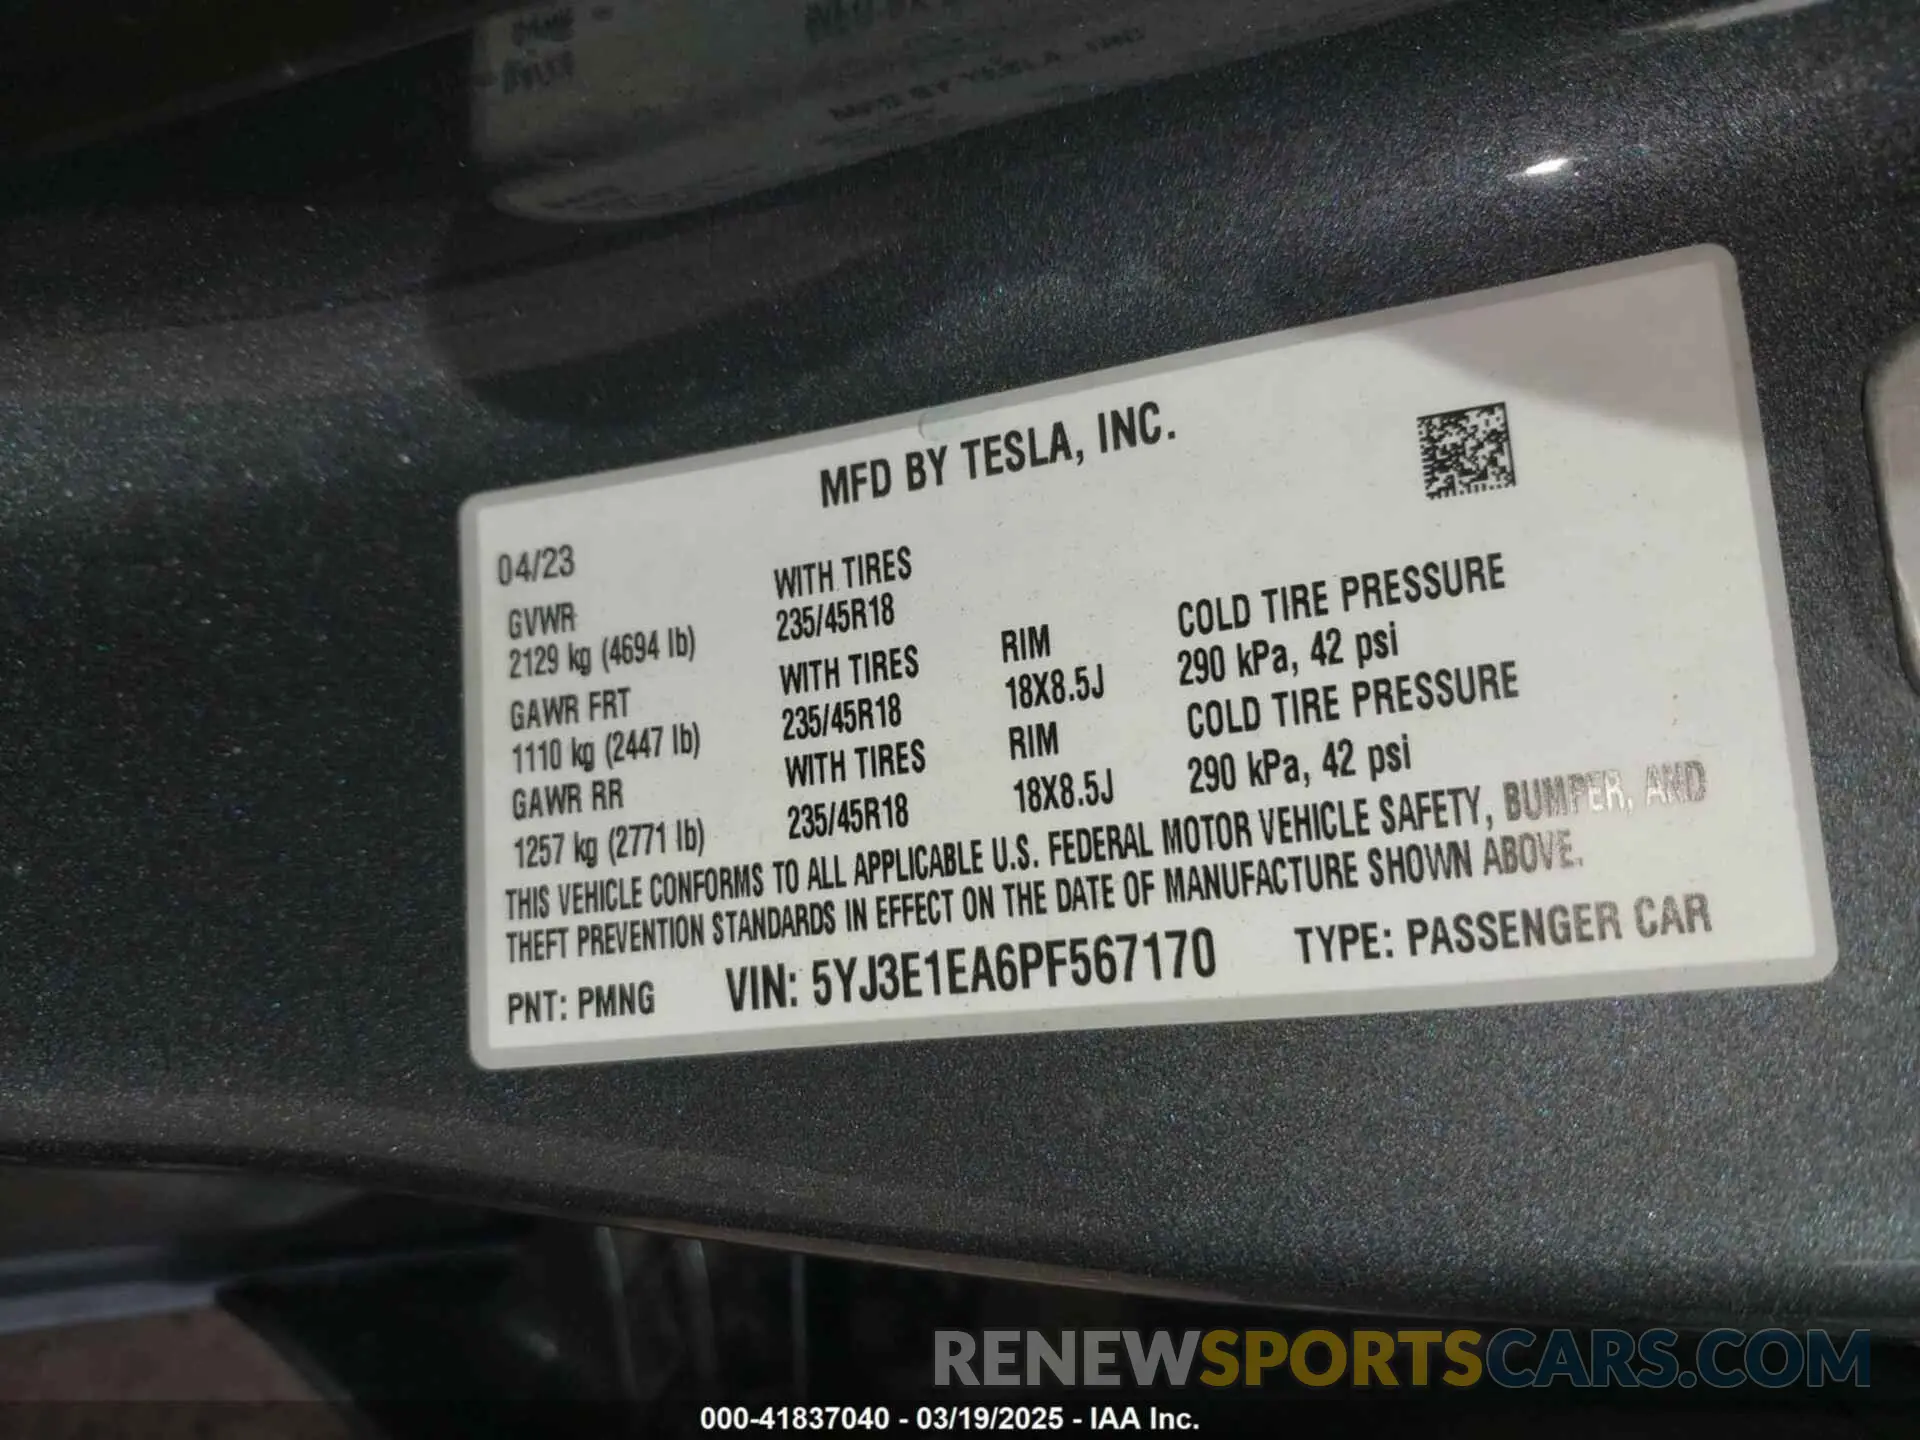 MFD BY TESLA, INC.
04/23
GVWR
2129 kg (4694 lb)
WITH TIRES
235/45R18
GAWR FRT
1110 kg (2447 lb)
WITH TIRES
235/45R18
RIM
18X8.5J
COLD TIRE PRESSURE
290 kPa, 42 psi
GAWR RR
1257 kg (2771 lb)
WITH TIRES
235/45R18
RIM
18X8.5J
COLD TIRE PRESSURE
290 kPa, 42 psi
THIS VEHICLE CONFORMS TO ALL APPLICABLE U.S. FEDERAL MOTOR VEHICLE SAFETY, BUMPER, AND
THEFT PREVENTION STANDARDS IN EFFECT ON THE DATE OF MANUFACTURE SHOWN ABOVE.
PNT: PMNG
VIN: 5YJ3E1EA6PF567170
TYPE: PASSENGER CAR
RENEWSPORTSCARS.COM
000-41837040 - 03/19/2025 - IAA Inc.